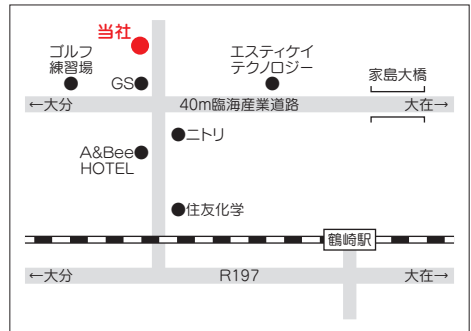 当社
ゴルフ
練習場
GS
エスティケイ
テクノロジー
家島大橋
←大分
40m臨海産業道路
大在→
ニトリ
A&Bee
HOTEL
住友化学
鶴崎駅
←大分
R197
大在→